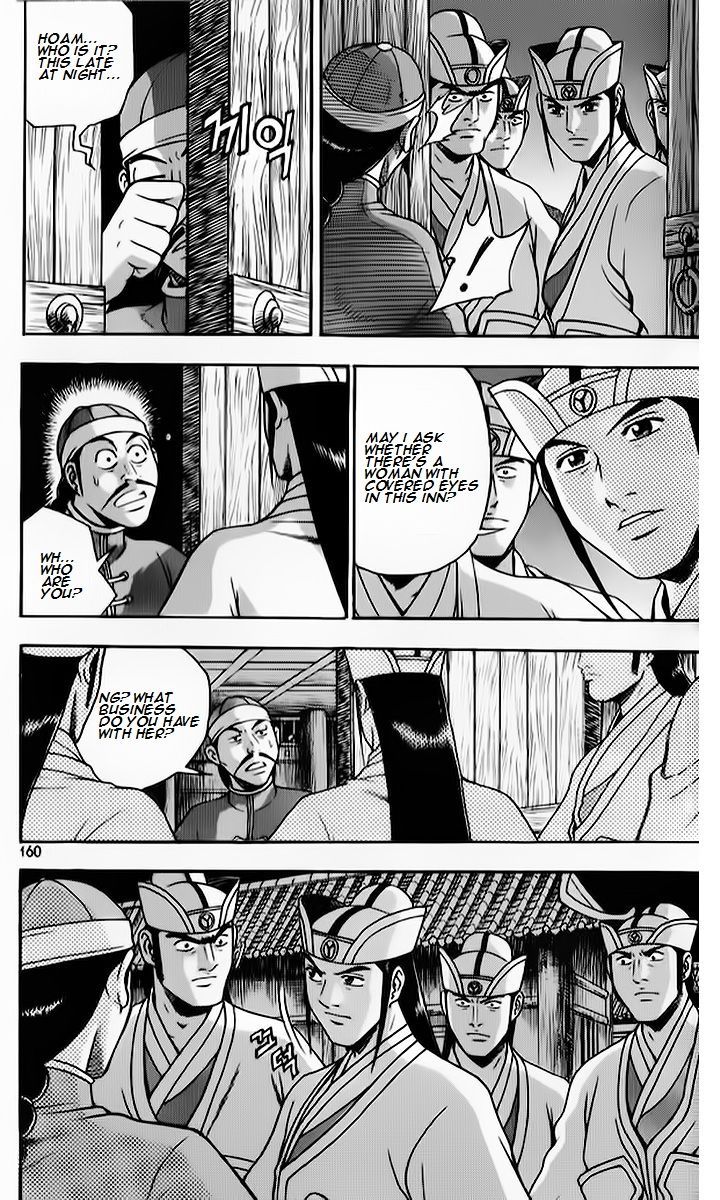 HOAM...
WHO IS IT?
THIS LATE
AT NIGHT...
끼익
!
WH...
WHO
ARE
YOU?
MAY I ASK
WHETHER
THERE'S A
WOMAN WITH
COVERED EYES
IN THIS INN?
NG? WHAT
BUSINESS
DO YOU HAVE
WITH HER?
160
끄덕